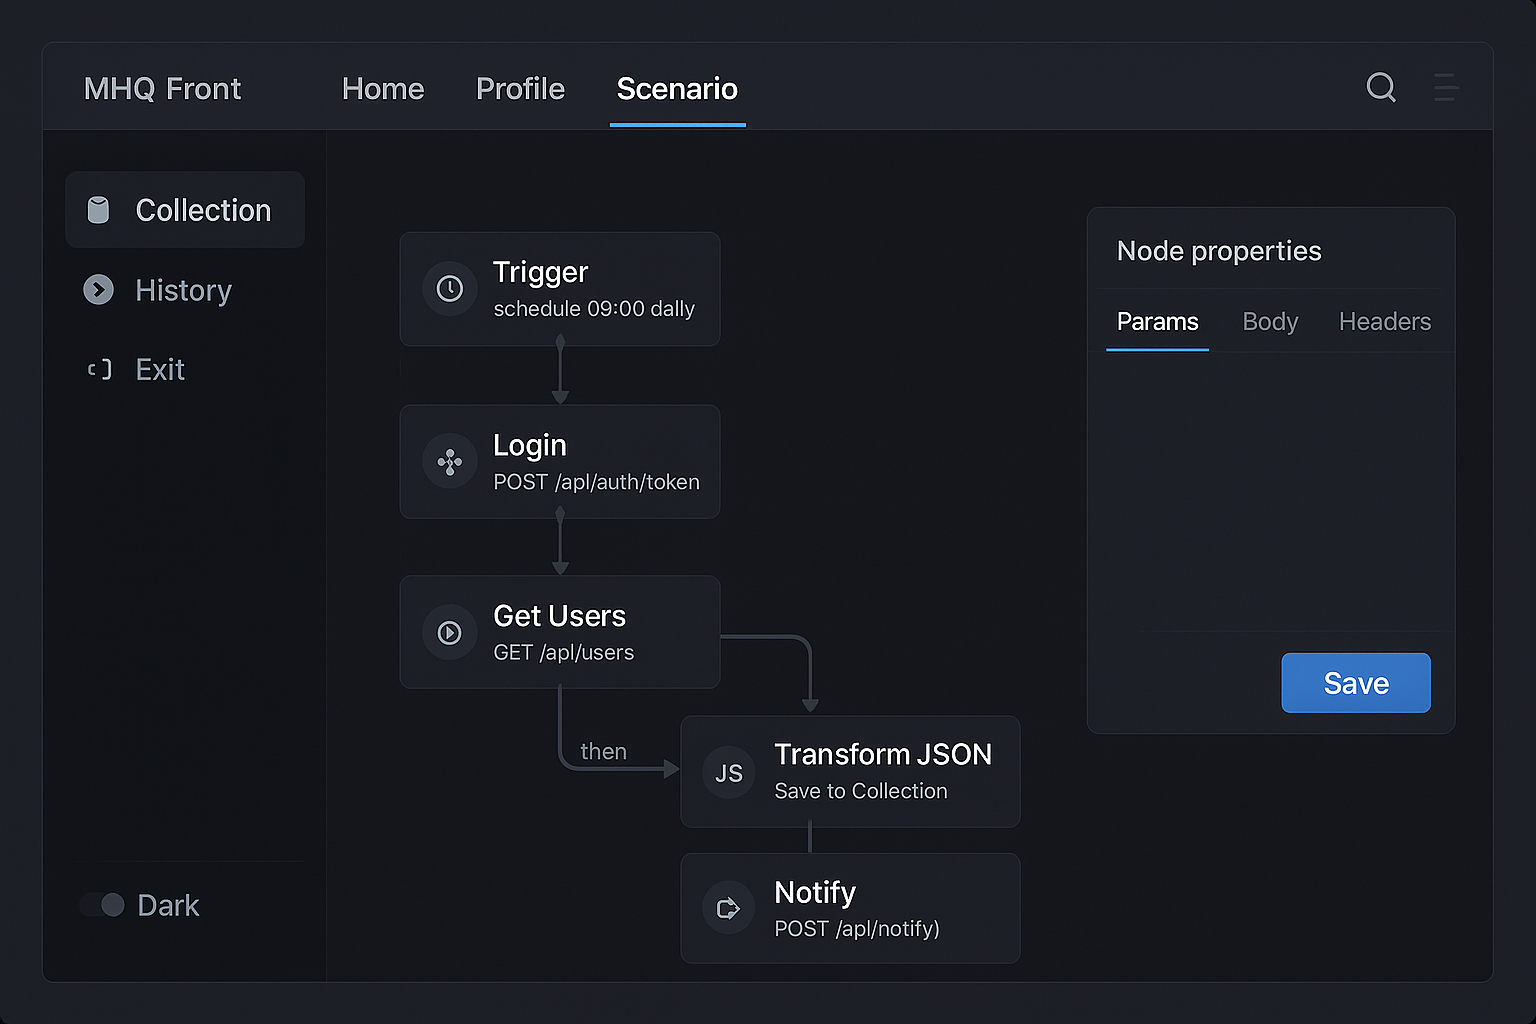 MHQ Front
Home
Profile
Scenario
Collection
History
Exit
Dark
Trigger
schedule 09:00 dally
Login
POST /apl/auth/token
Get Users
GET /apl/users
then
JS
Transform JSON
Save to Collection
Notify
POST /apl/notify)
Node properties
Params
Body
Headers
Save